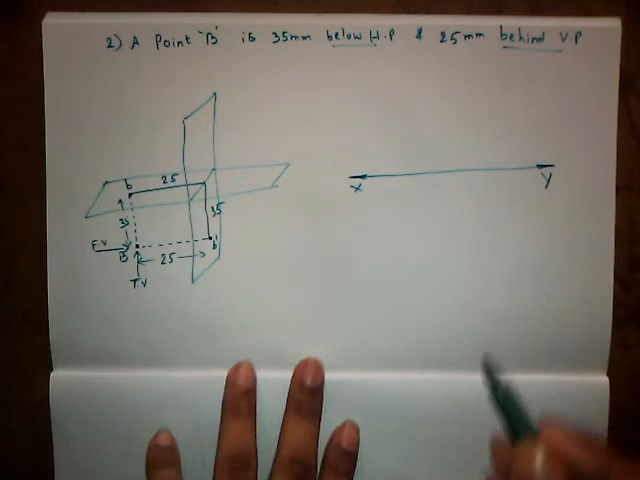 2) A Point 'B' is 35mm below H.P & 25mm behind V.P
b 25
35 35
F.V B b'
25
T V
X Y